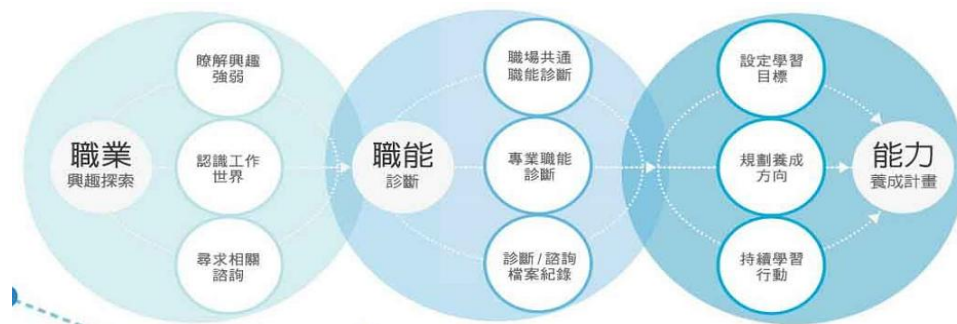 職業
興趣探索
瞭解興趣
強弱
認識工作
世界
尋求相關
諮詢
職能
診斷
職場共通
職能診斷
專業職能
診斷
診斷/諮詢
檔案紀錄
設定學習
目標
規劃養成
方向
持續學習
行動
能力
養成計畫